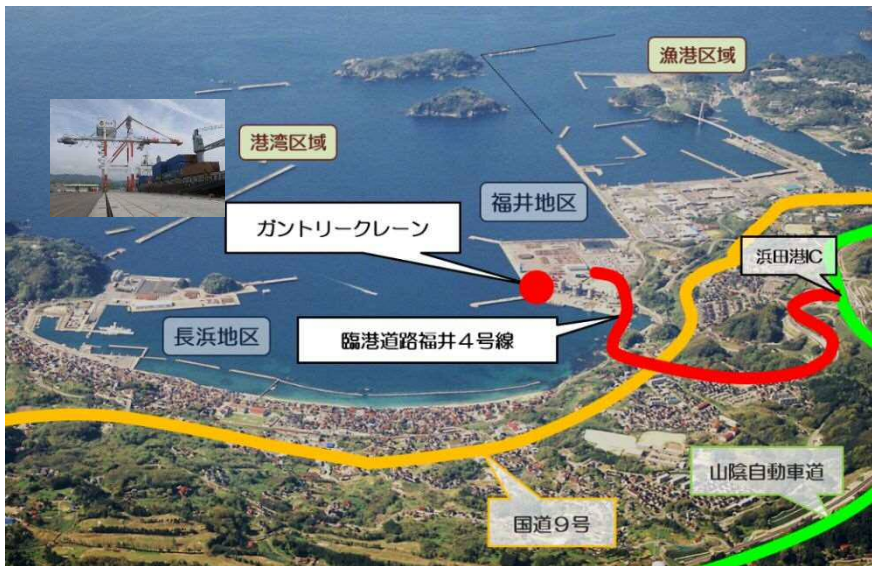 漁港区域
港湾区域
福井地区
ガントリークレーン
浜田港IC
臨港道路福井4号線
長浜地区
山陰自動車道
国道9号